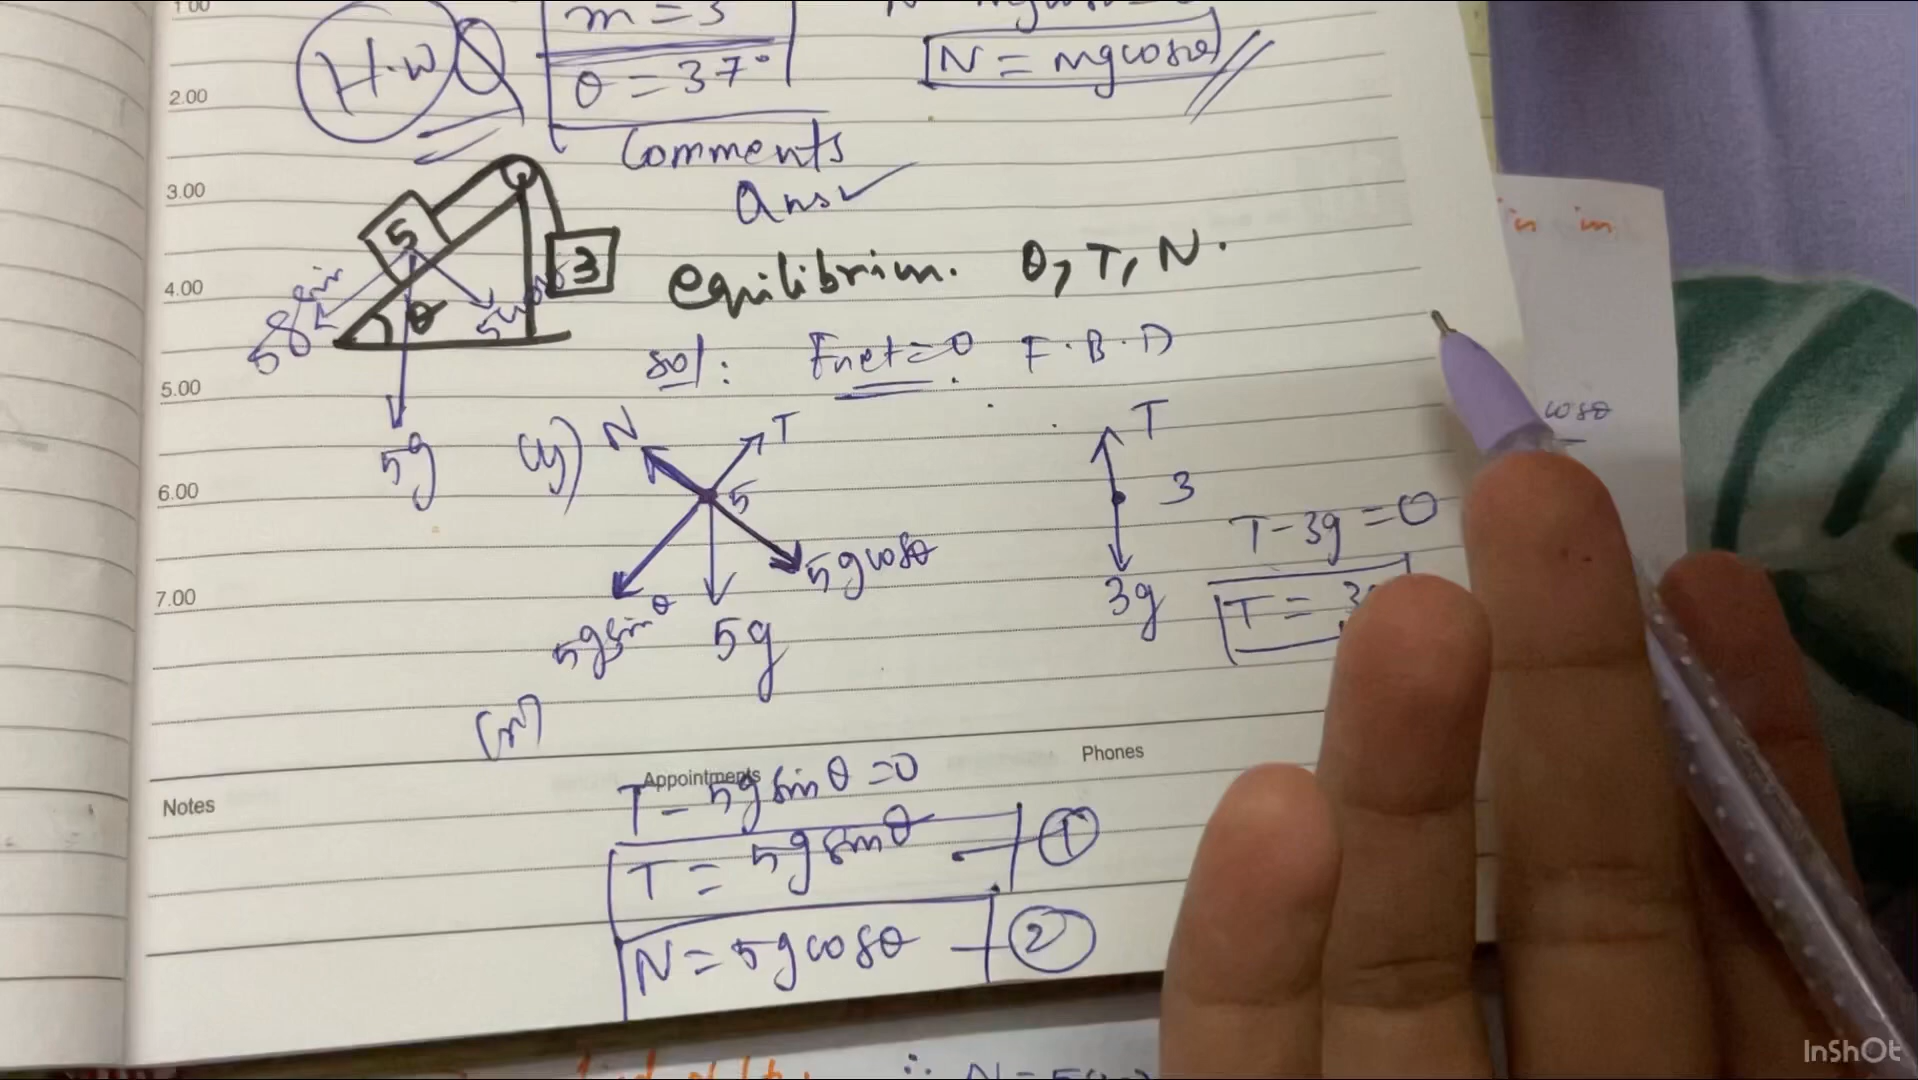 1.00
m = 3
H.W
θ = 37°
N = mgcosθ
2.00
Comments
Ans
3.00
5
3
equilibrium. θ, T, N.
4.00
θ
sol: Fnet = 0 F.B.D
5.00
5g
(y)
N
T
T
cosθ
6.00
5
3
T - 3g = 0
5gcosθ
7.00
5gsinθ
5g
3g
T = 3
Phones
Appointments
Notes
T - 5g sinθ = 0
T = 5g sinθ — 1
N = 5g cosθ — 2
InShOt